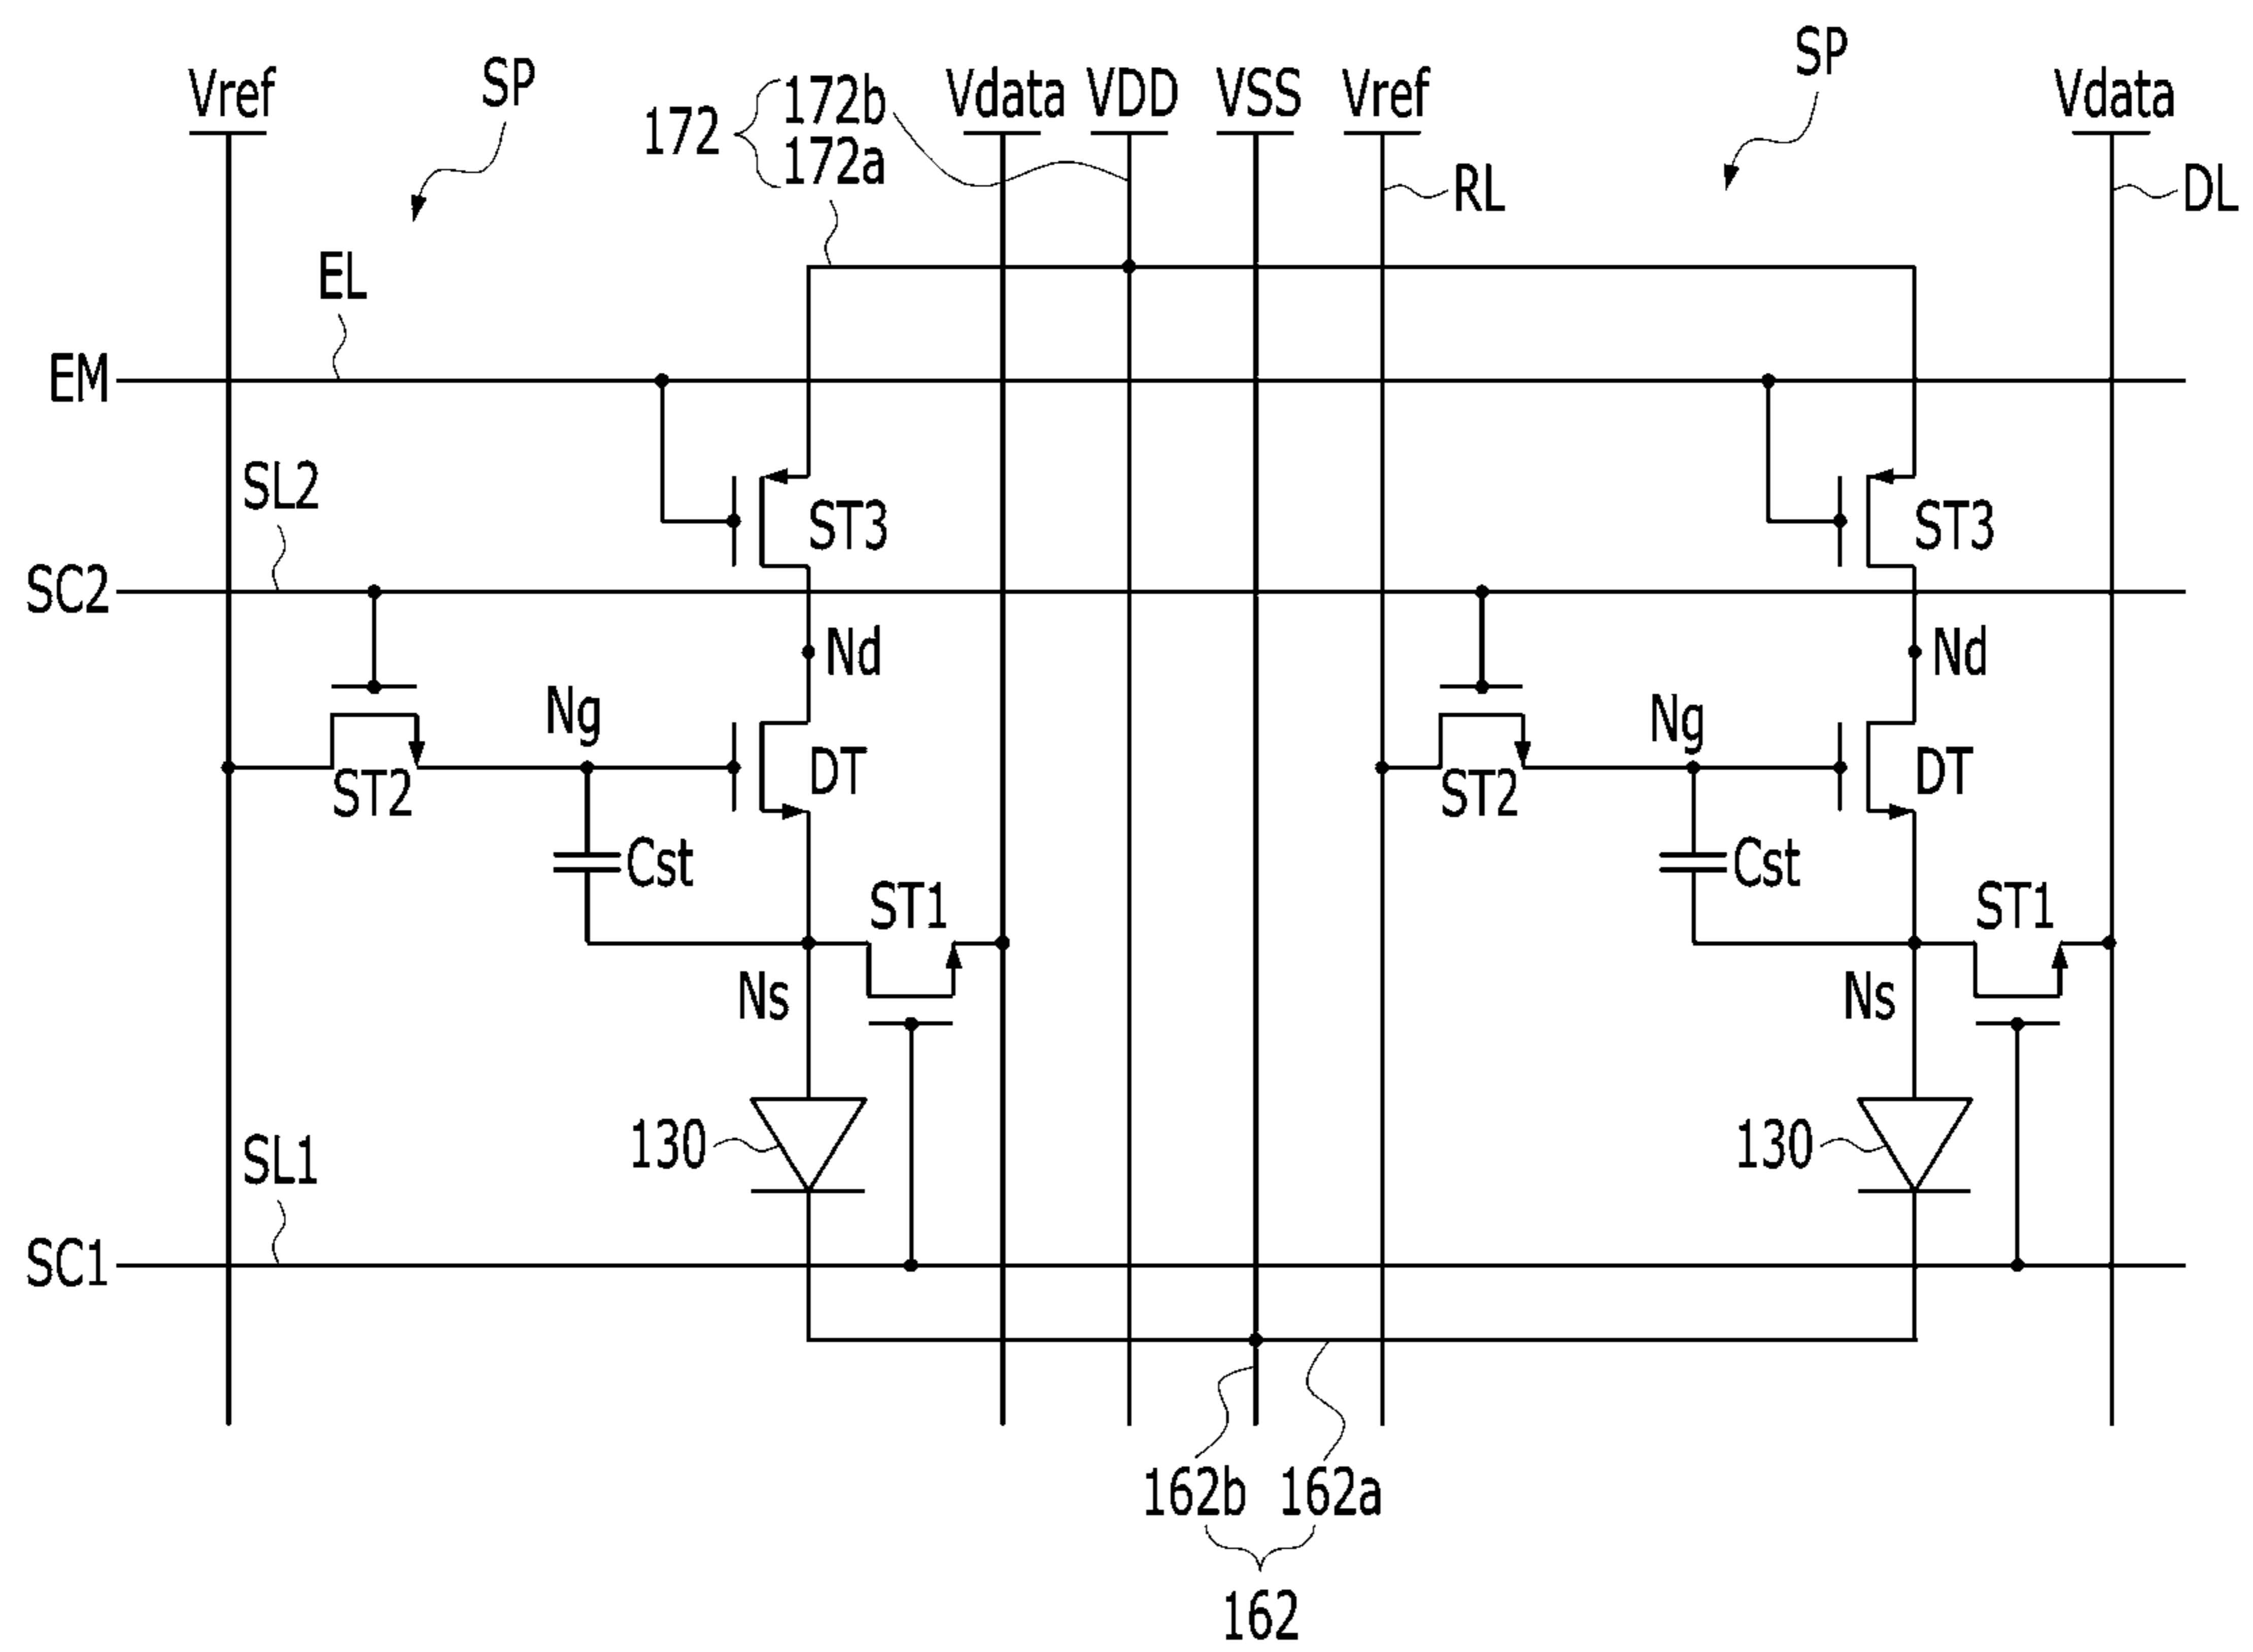 SP
SP
Vref
172
172b
172a
Vdata
VDD
VSS
Vref
Vdata
RL
DL
EL
EM
SL2
ST3
ST3
SC2
Nd
Nd
Ng
Ng
ST2
DT
ST2
DT
Cst
Cst
ST1
ST1
Ns
Ns
130
130
SL1
SC1
162b
162a
162